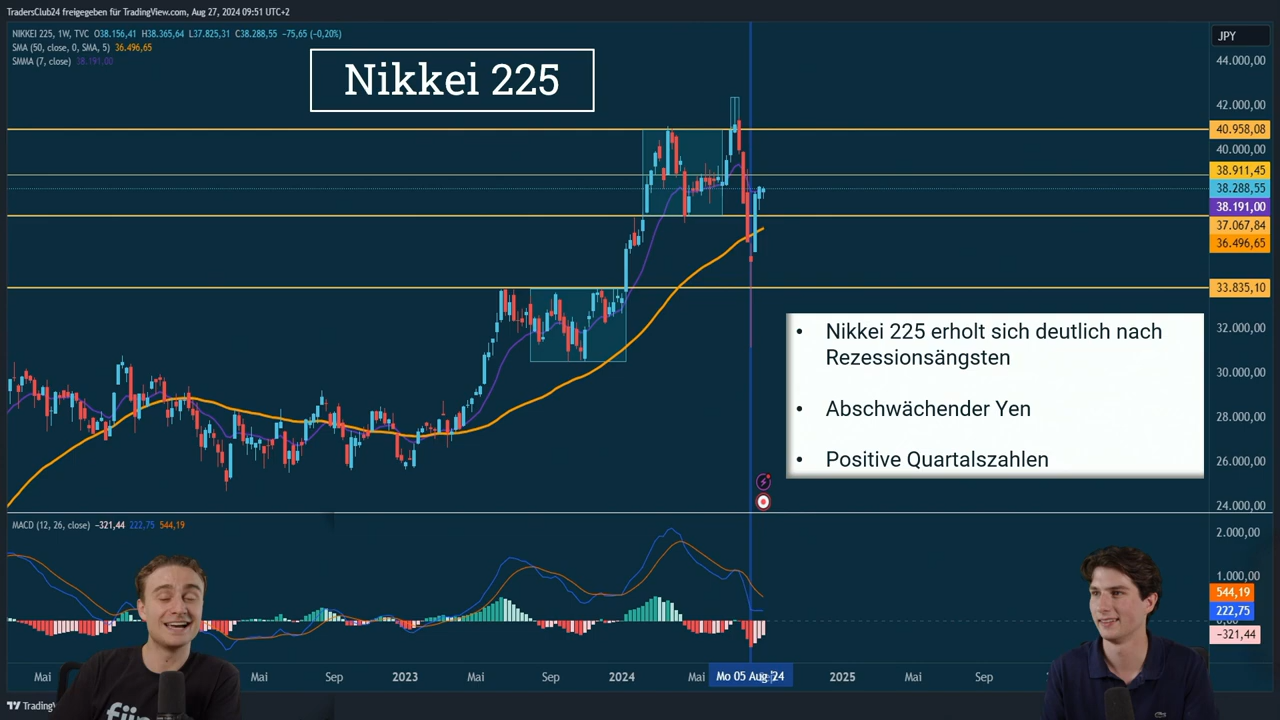 TradersClub24 freigegeben für TradingView.com, Aug 27, 2024 09:51 UTC+2
NIKKEI 225, 1W, TVC O38.156,41 H38.365,64 L37.825,31 C38.288,55 −75,65 (−0,20%)
SMA (50, close, 0, SMA, 5) 36.496,65
SMMA (7, close) 38.191,00
Nikkei 225
JPY
44.000,00
42.000,00
40.958,08
40.000,00
38.911,45
38.288,55
38.191,00
37.067,84
36.496,65
33.835,10
32.000,00
30.000,00
28.000,00
26.000,00
24.000,00
• Nikkei 225 erholt sich deutlich nach
Rezessionsängsten
• Abschwächender Yen
• Positive Quartalszahlen
MACD (12, 26, close) −321,44 222,75 544,19
2.000,00
1.000,00
544,19
222,75
−321,44
Mai Mai Sep 2023 Mai Sep 2024 Mai Mo 05 Aug '24 2025 Mai Sep